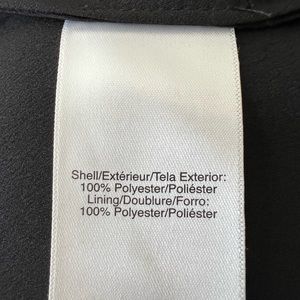 Shell/Extérieur/Tela Exterior:
100% Polyester/Poliéster
Lining/Doublure/Forro:
100% Polyester/Poliéster